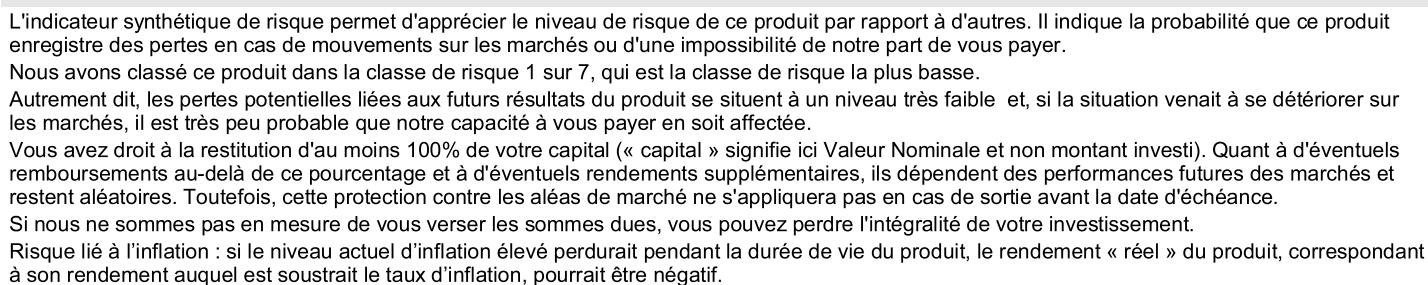 L'indicateur synthétique de risque permet d'apprécier le niveau de risque de ce produit par rapport à d'autres. Il indique la probabilité que ce produit
enregistre des pertes en cas de mouvements sur les marchés ou d'une impossibilité de notre part de vous payer.
Nous avons classé ce produit dans la classe de risque 1 sur 7, qui est la classe de risque la plus basse.
Autrement dit, les pertes potentielles liées aux futurs résultats du produit se situent à un niveau très faible  et, si la situation venait à se détériorer sur
les marchés, il est très peu probable que notre capacité à vous payer en soit affectée.
Vous avez droit à la restitution d'au moins 100% de votre capital (« capital » signifie ici Valeur Nominale et non montant investi). Quant à d'éventuels
remboursements au-delà de ce pourcentage et à d'éventuels rendements supplémentaires, ils dépendent des performances futures des marchés et
restent aléatoires. Toutefois, cette protection contre les aléas de marché ne s'appliquera pas en cas de sortie avant la date d'échéance.
Si nous ne sommes pas en mesure de vous verser les sommes dues, vous pouvez perdre l'intégralité de votre investissement.
Risque lié à l’inflation : si le niveau actuel d’inflation élevé perdurait pendant la durée de vie du produit, le rendement « réel » du produit, correspondant
à son rendement auquel est soustrait le taux d’inflation, pourrait être négatif.